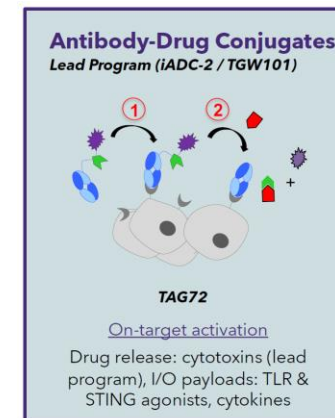 Antibody-Drug Conjugates
Lead Program (iADC-2 / TGW101)
1
2
+
TAG72
On-target activation
Drug release: cytotoxins (lead
program), I/O payloads: TLR &
STING agonists, cytokines